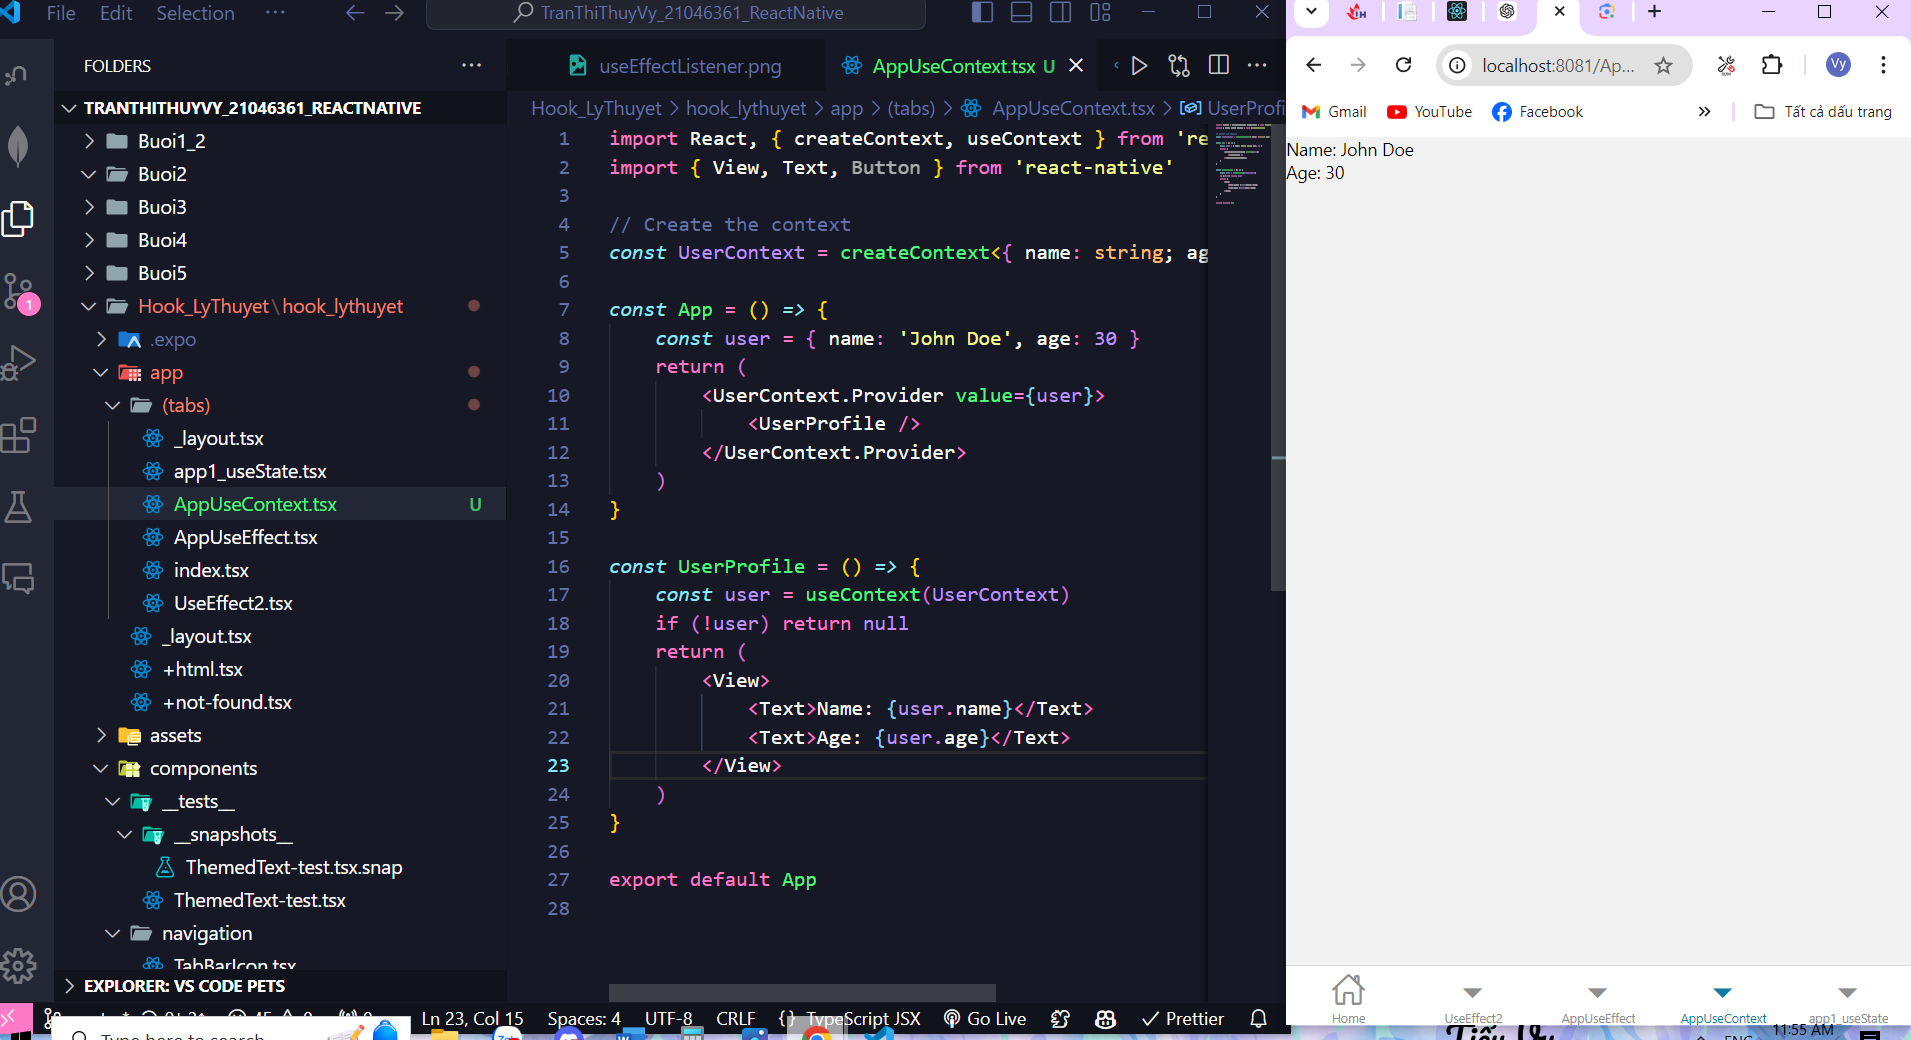 File Edit Selection ··· TranThiThuyVy_21046361_ReactNative
FOLDERS
TRANTHITHUYVY_21046361_REACTNATIVE
Buoi1_2
Buoi2
Buoi3
Buoi4
Buoi5
Hook_LyThuyet\hook_lythuyet
.expo
app
(tabs)
_layout.tsx
app1_useState.tsx
AppUseContext.tsx U
AppUseEffect.tsx
index.tsx
UseEffect2.tsx
_layout.tsx
+html.tsx
+not-found.tsx
assets
components
__tests__
__snapshots__
ThemedText-test.tsx.snap
ThemedText-test.tsx
navigation
TabBarIcon.tsx
EXPLORER: VS CODE PETS
1
useEffectListener.png AppUseContext.tsx U
Hook_LyThuyet > hook_lythuyet > app > (tabs) > AppUseContext.tsx > UserProfi
1 import React, { createContext, useContext } from 're
2 import { View, Text, Button } from 'react-native'
3
4 // Create the context
5 const UserContext = createContext<{ name: string; ag
6
7 const App = () => {
8 const user = { name: 'John Doe', age: 30 }
9 return (
10 <UserContext.Provider value={user}>
11 <UserProfile />
12 </UserContext.Provider>
13 )
14 }
15
16 const UserProfile = () => {
17 const user = useContext(UserContext)
18 if (!user) return null
19 return (
20 <View>
21 <Text>Name: {user.name}</Text>
22 <Text>Age: {user.age}</Text>
23 </View>
24 )
25 }
26
27 export default App
28
Ln 23, Col 15 Spaces: 4 UTF-8 CRLF {} TypeScript JSX Go Live Prettier
Type here to search
localhost:8081/Ap... Vy
Gmail YouTube Facebook » Tất cả dấu trang
Name: John Doe
Age: 30
Home UseEffect2 AppUseEffect AppUseContext app1_useState
11:55 AM
ENG